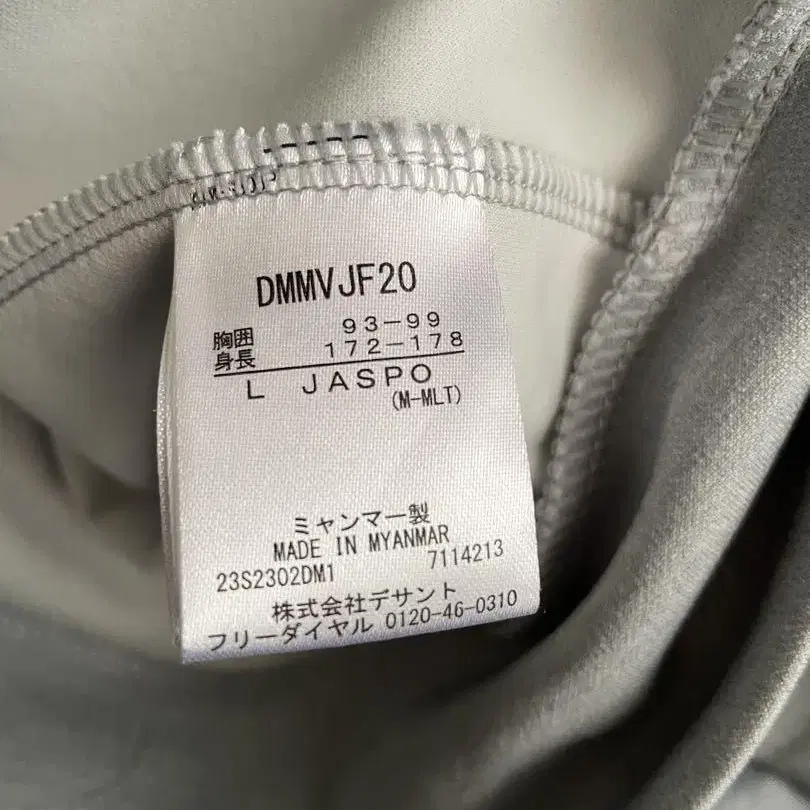 DMMVJF20
胸囲 93-99
身長 172-178
L JASPO
(M-MLT)
ミャンマー製
MADE IN MYANMAR
23S2302DM1 7114213
株式会社デサント
フリーダイヤル 0120-46-0310